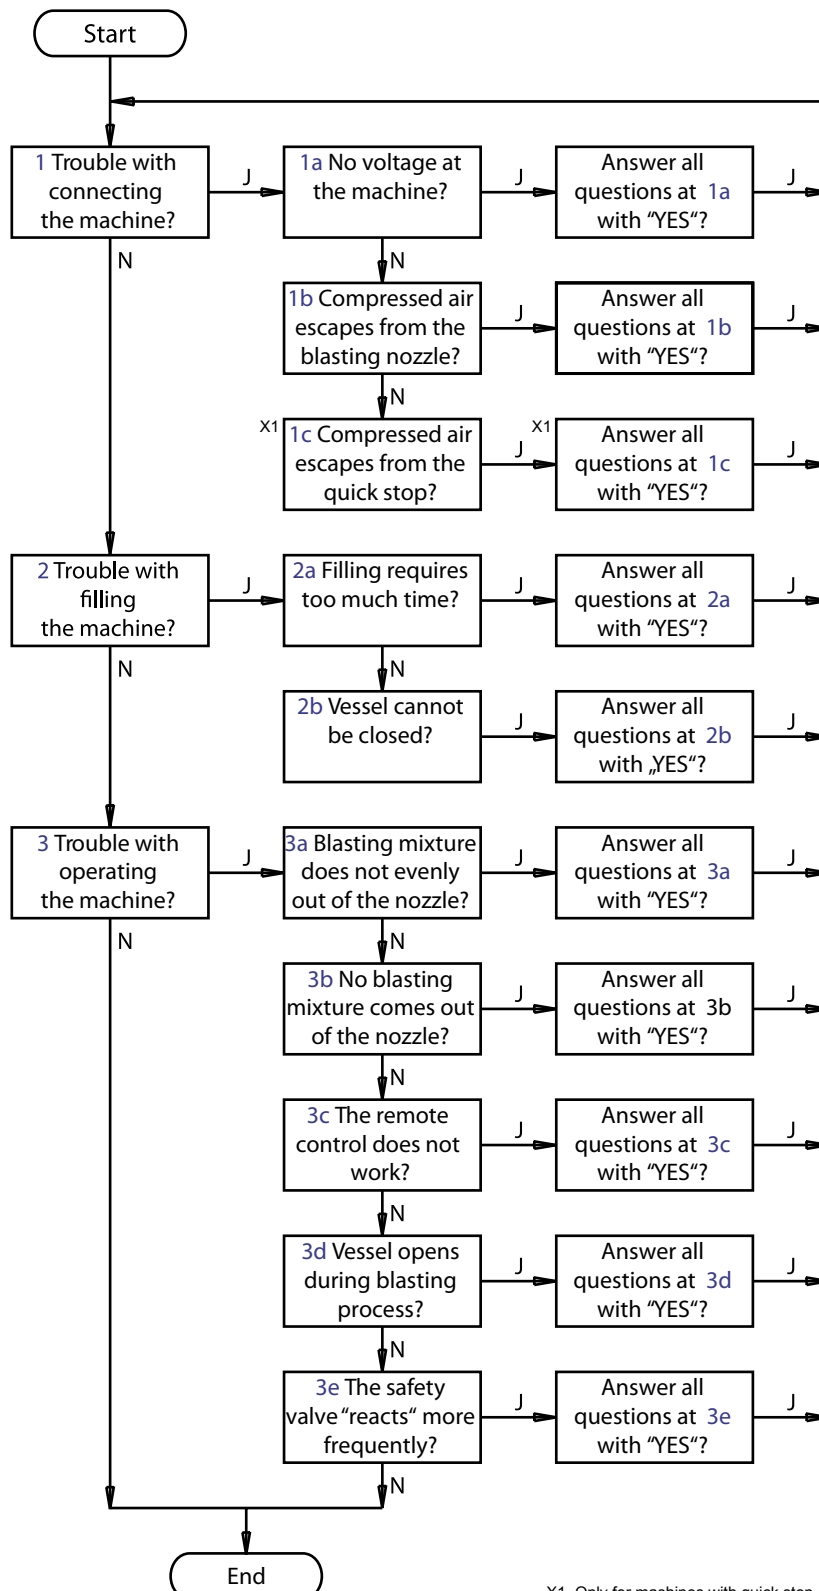 Start
1 Trouble with
connecting
the machine?
J
1a No voltage at
the machine?
J
Answer all
questions at 1a
with “YES“?
J
N
N
1b Compressed air
escapes from the
blasting nozzle?
J
Answer all
questions at 1b
with “YES“?
J
N
X1
1c Compressed air
escapes from the
quick stop?
J
X1
Answer all
questions at 1c
with “YES“?
J
2 Trouble with
filling
the machine?
J
2a Filling requires
too much time?
J
Answer all
questions at 2a
with “YES“?
J
N
N
2b Vessel cannot
be closed?
J
Answer all
questions at 2b
with „YES“?
J
3 Trouble with
operating
the machine?
J
3a Blasting mixture
does not evenly
out of the nozzle?
J
Answer all
questions at 3a
with “YES“?
J
N
N
3b No blasting
mixture comes out
of the nozzle?
J
Answer all
questions at 3b
with “YES“?
J
N
3c The remote
control does not
work?
J
Answer all
questions at 3c
with “YES“?
J
N
3d Vessel opens
during blasting
process?
J
Answer all
questions at 3d
with “YES“?
J
N
3e The safety
valve “reacts“ more
frequently?
J
Answer all
questions at 3e
with “YES“?
J
N
End
X1 Only for machines with quick stop